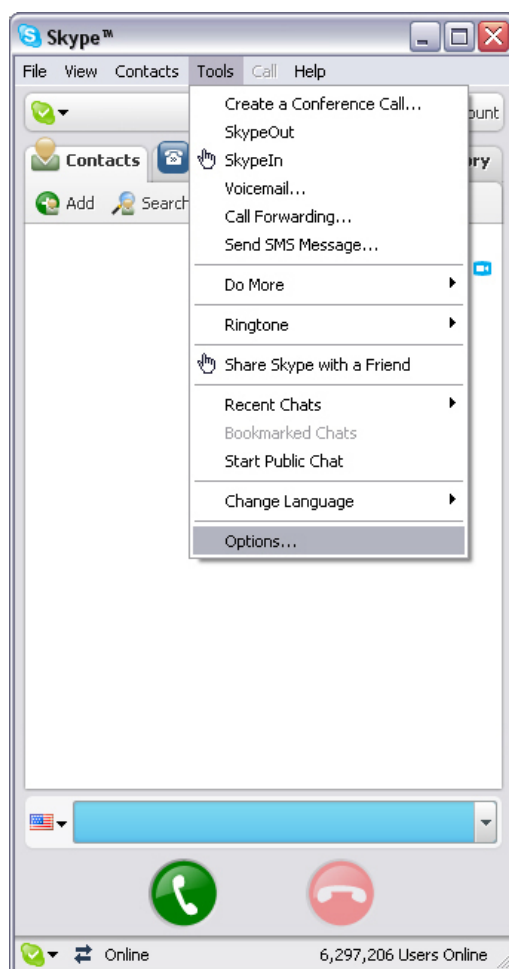 Skype™
File View Contacts Tools Call Help
Create a Conference Call...
SkypeOut
SkypeIn
Voicemail...
Call Forwarding...
Send SMS Message...
Do More
Ringtone
Share Skype with a Friend
Recent Chats
Bookmarked Chats
Start Public Chat
Change Language
Options...
Contacts
Add Search
Online 6,297,206 Users Online